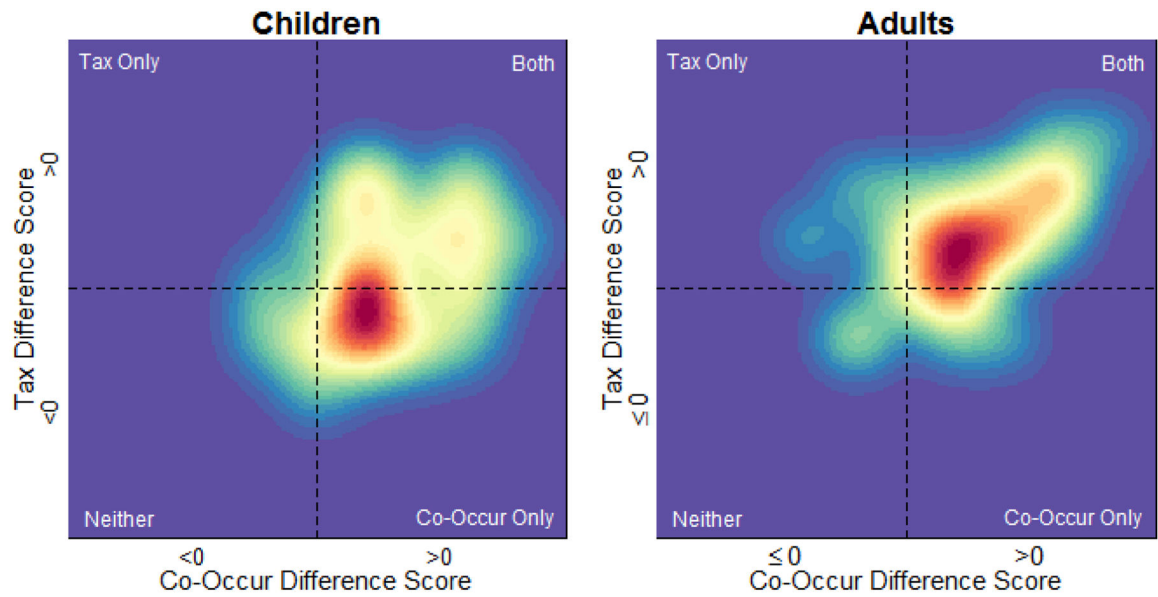 Children
Tax Only
Both
Tax Difference Score
>0
<0
Neither
Co-Occur Only
<0
>0
Co-Occur Difference Score
Adults
Tax Only
Both
Tax Difference Score
>0
≤0
Neither
Co-Occur Only
≤ 0
>0
Co-Occur Difference Score